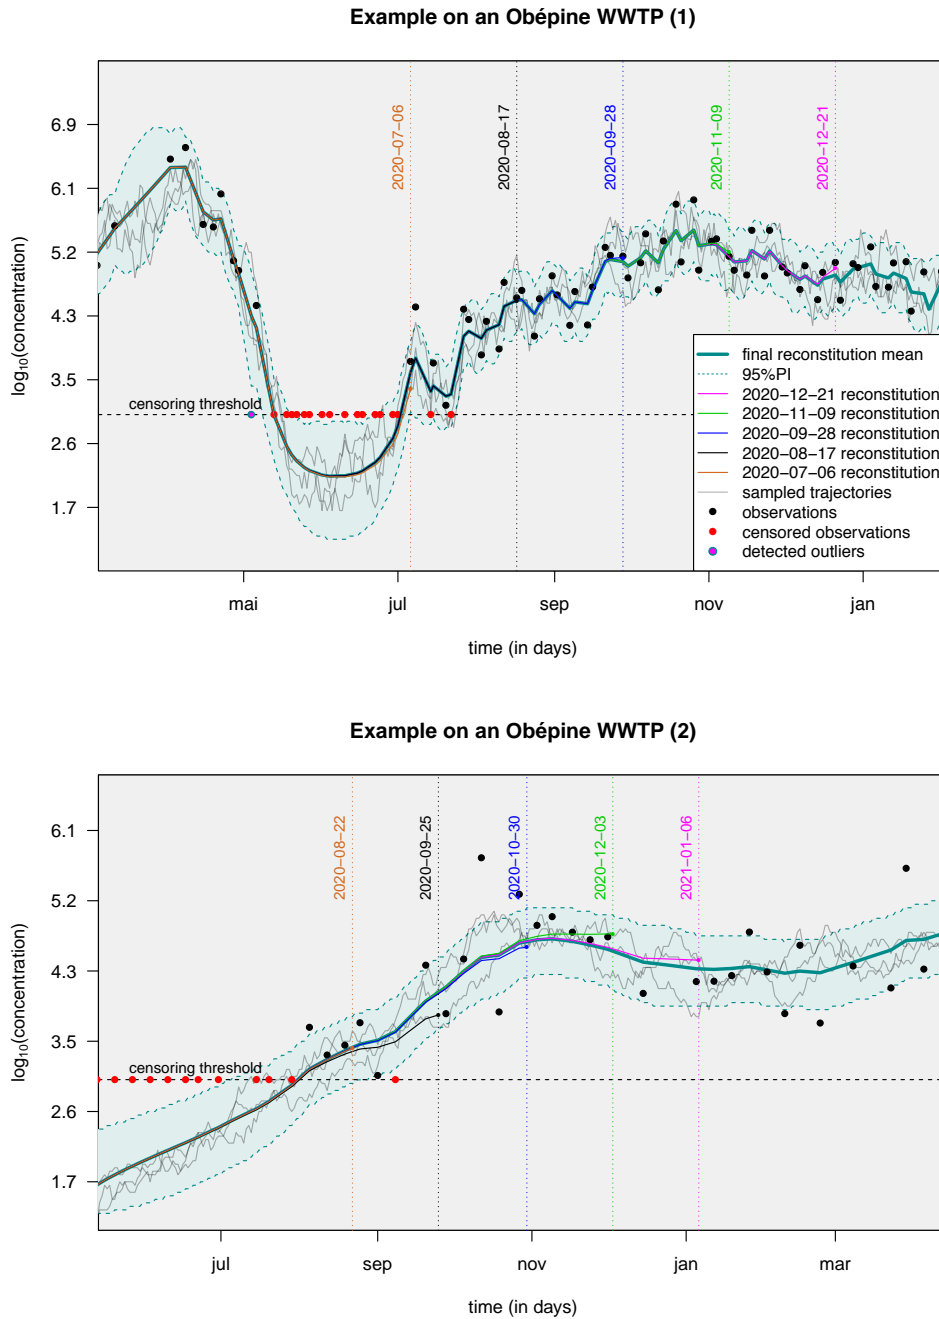 Example on an Obépine WWTP (1)
log10(concentration)
6.9
6.1
5.2
4.3
3.5
2.6
1.7
2020−07−06
2020−08−17
2020−09−28
2020−11−09
2020−12−21
censoring threshold
final reconstitution mean
95%PI
2020−12−21 reconstitution
2020−11−09 reconstitution
2020−09−28 reconstitution
2020−08−17 reconstitution
2020−07−06 reconstitution
sampled trajectories
observations
censored observations
detected outliers
mai jul sep nov jan
time (in days)
Example on an Obépine WWTP (2)
log10(concentration)
6.1
5.2
4.3
3.5
2.6
1.7
2020−08−22
2020−09−25
2020−10−30
2020−12−03
2021−01−06
censoring threshold
jul sep nov jan mar
time (in days)